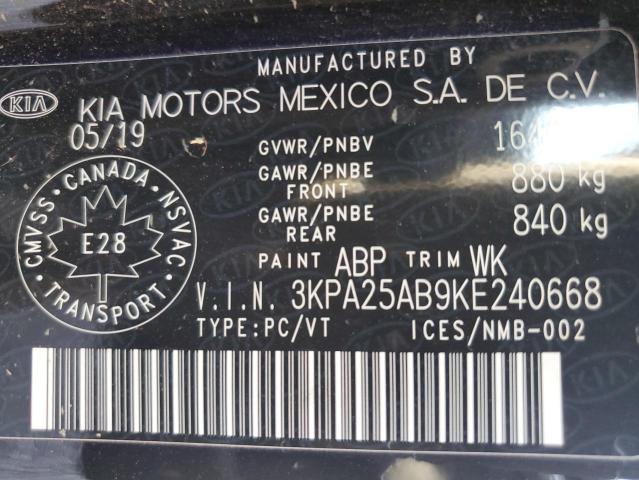 MANUFACTURED BY
KIA KIA MOTORS MEXICO S.A. DE C.V.
05/19
GVWR/PNBV
GAWR/PNBE FRONT 880 kg
GAWR/PNBE REAR 840 kg
PAINT ABP TRIM WK
V.I.N. 3KPA25AB9KE240668
TYPE:PC/VT ICES/NMB-002
CMVSS CANADA NSVAC
E28
TRANSPORT